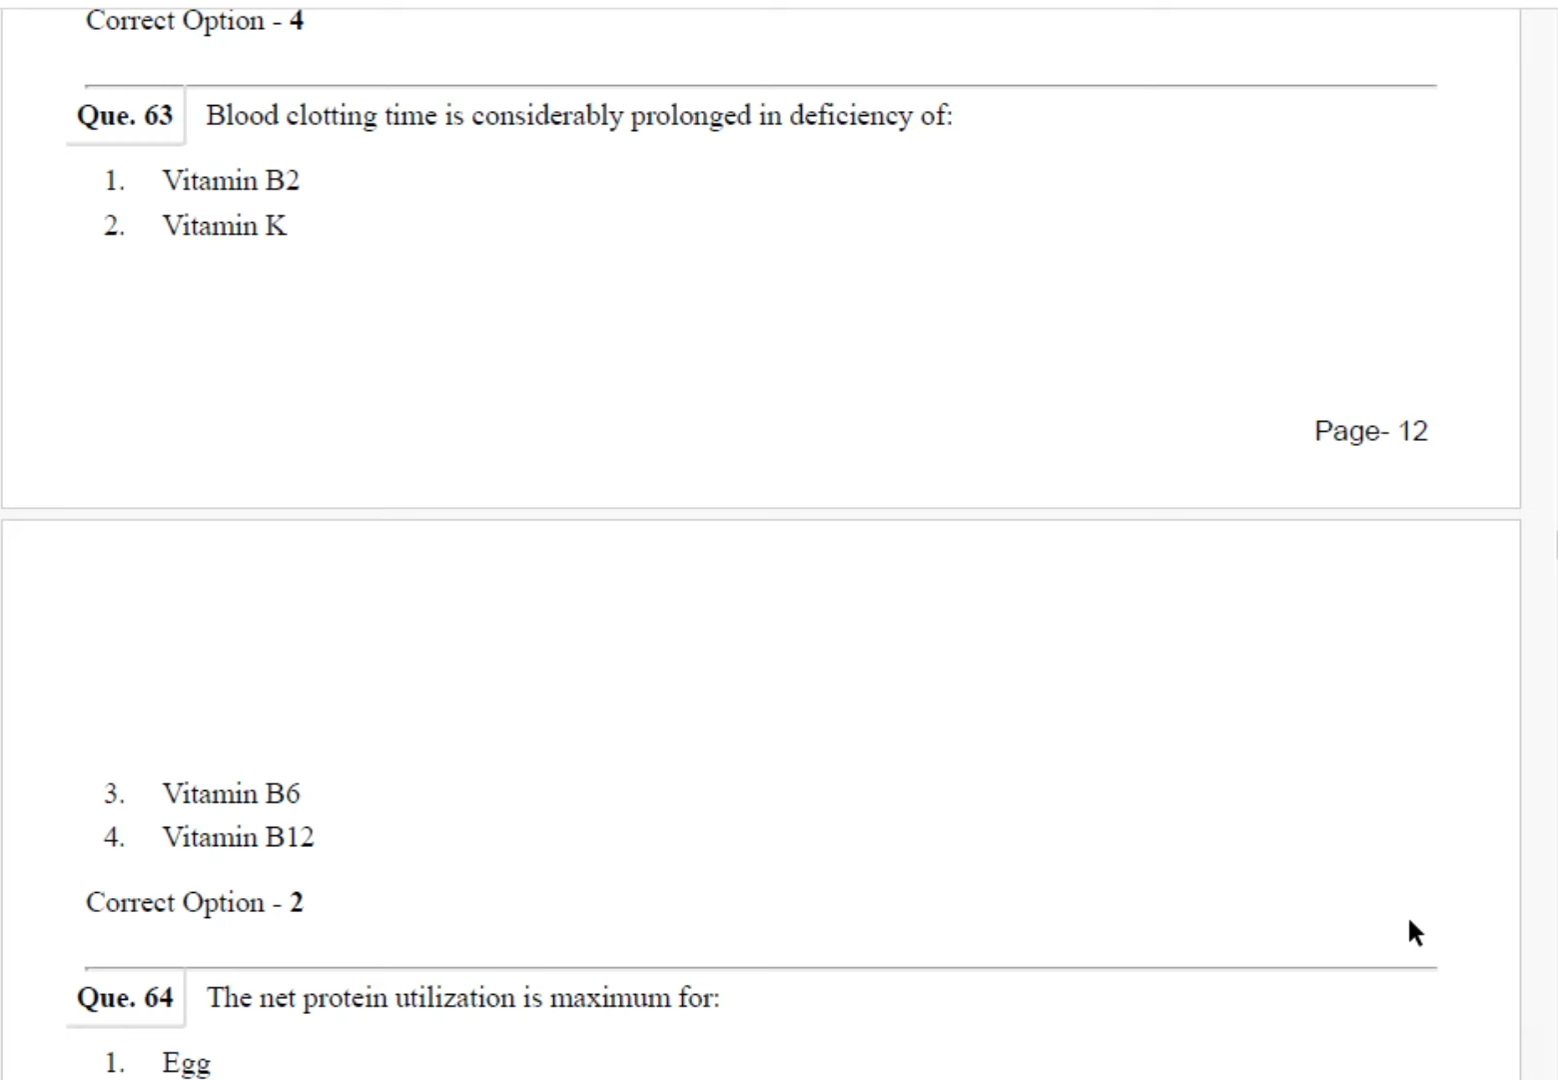 Correct Option - 4
Que. 63 Blood clotting time is considerably prolonged in deficiency of:
1. Vitamin B2
2. Vitamin K
Page- 12
3. Vitamin B6
4. Vitamin B12
Correct Option - 2
Que. 64 The net protein utilization is maximum for:
1. Egg